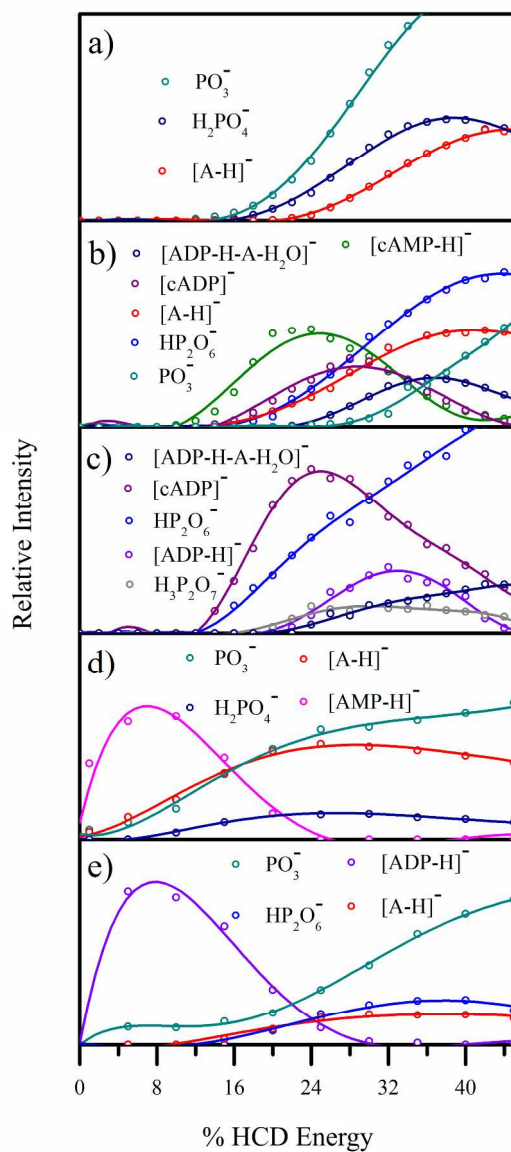 a)
PO₃⁻
H₂PO₄⁻
[A-H]⁻
b)
[ADP-H-A-H₂O]⁻ [cAMP-H]⁻
[cADP]⁻
[A-H]⁻
HP₂O₆⁻
PO₃⁻
c)
[ADP-H-A-H₂O]⁻
[cADP]⁻
HP₂O₆⁻
[ADP-H]⁻
H₃P₂O₇⁻
d)
PO₃⁻ [A-H]⁻
H₂PO₄⁻ [AMP-H]⁻
e)
PO₃⁻ [ADP-H]⁻
HP₂O₆⁻ [A-H]⁻
Relative Intensity
0 8 16 24 32 40
% HCD Energy